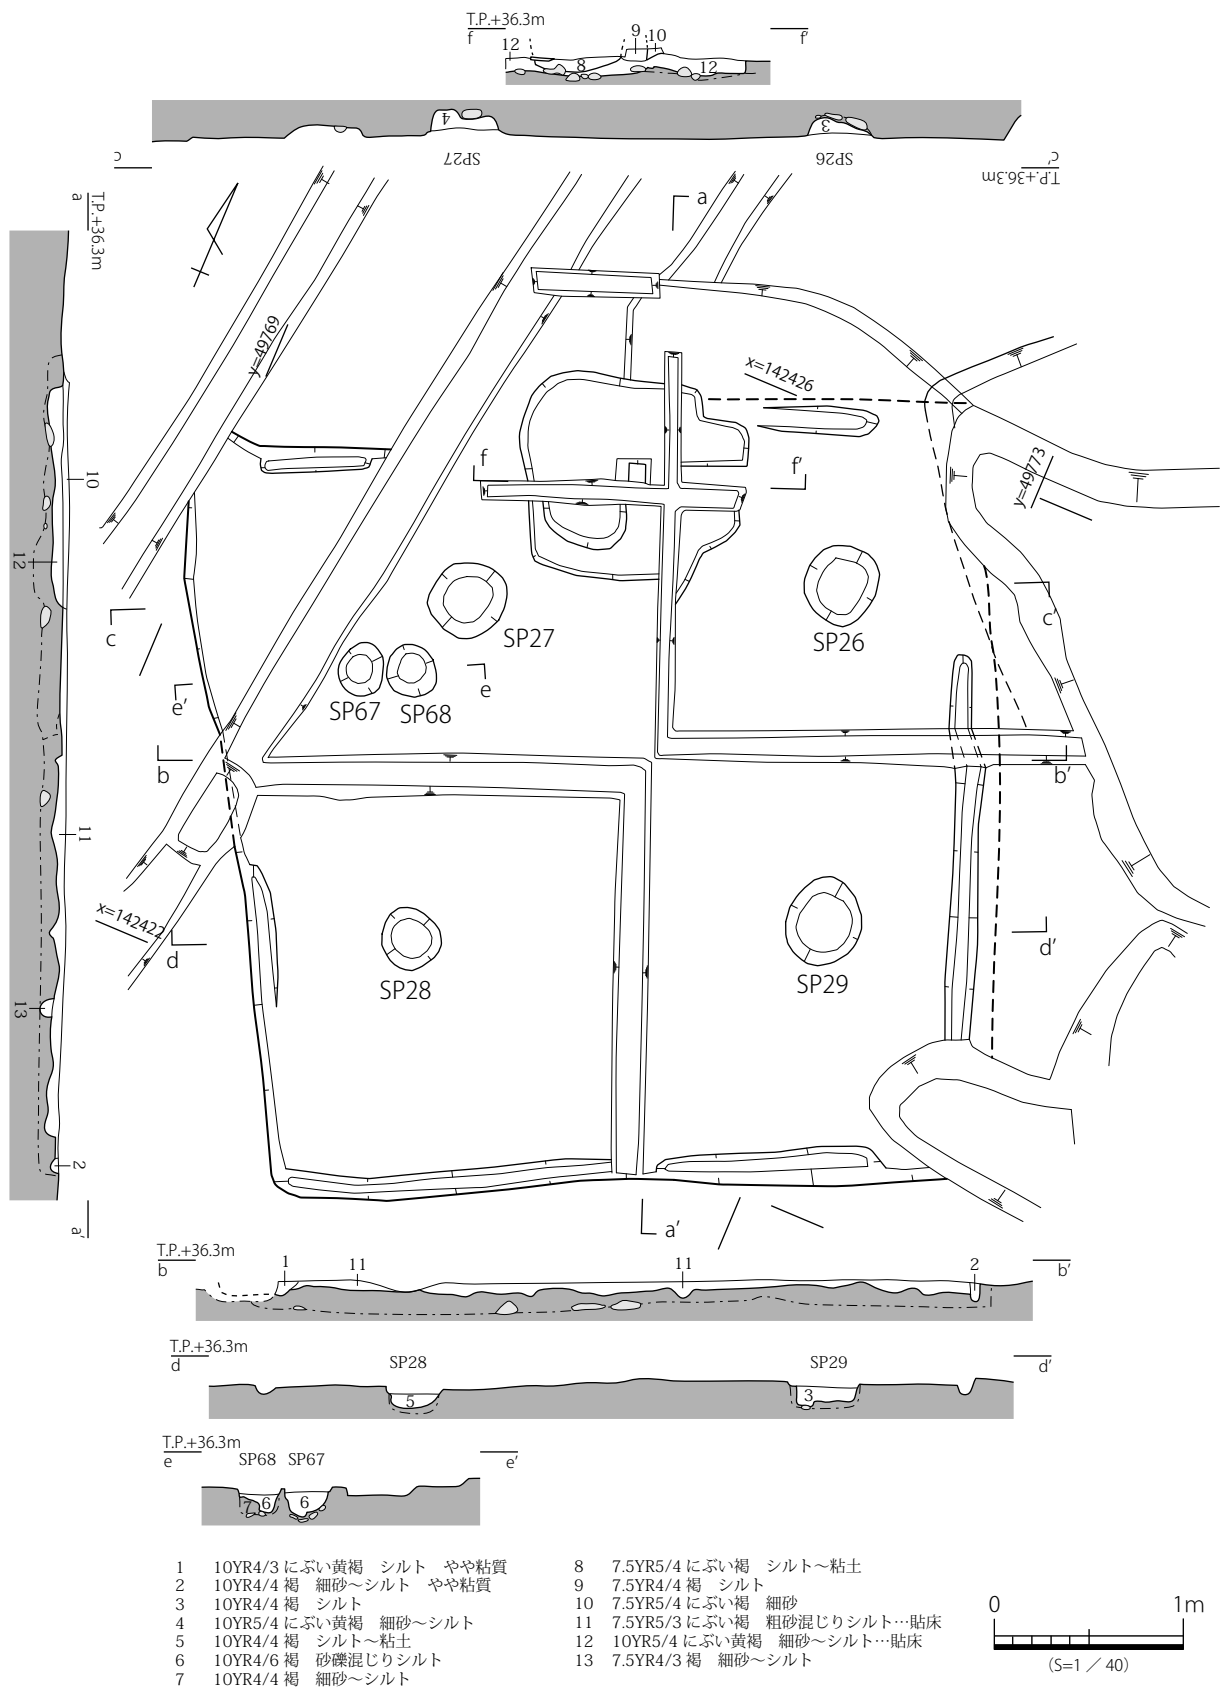 T.P.+36.3m
f f'
12 9 10
8 12
4 3
SP27 SP26
c c'
T.P.+36.3m
T.P.+36.3m
a
a
y=49769
x=142426
10
f f'
y=49773
12
c c'
SP27 SP26
e
e'
SP67 SP68
b b'
11
x=142422
d d'
SP28 SP29
13
2
a'
a'
T.P.+36.3m
b 1 11 11 2 b'
T.P.+36.3m
d SP28 SP29 d'
5 3
T.P.+36.3m
e SP68 SP67 e'
7 6 6
1 10YR4/3 にぶい黄褐 シルト やや粘質
2 10YR4/4 褐 細砂~シルト やや粘質
3 10YR4/4 褐 シルト
4 10YR5/4 にぶい黄褐 細砂~シルト
5 10YR4/4 褐 シルト~粘土
6 10YR4/6 褐 砂礫混じりシルト
7 10YR4/4 褐 細砂~シルト
8 7.5YR5/4 にぶい褐 シルト~粘土
9 7.5YR4/4 褐 シルト
10 7.5YR5/4 にぶい褐 細砂
11 7.5YR5/3 にぶい褐 粗砂混じりシルト…貼床
12 10YR5/4 にぶい黄褐 細砂~シルト…貼床
13 7.5YR4/3 褐 細砂~シルト
0 1m
(S=1 / 40)